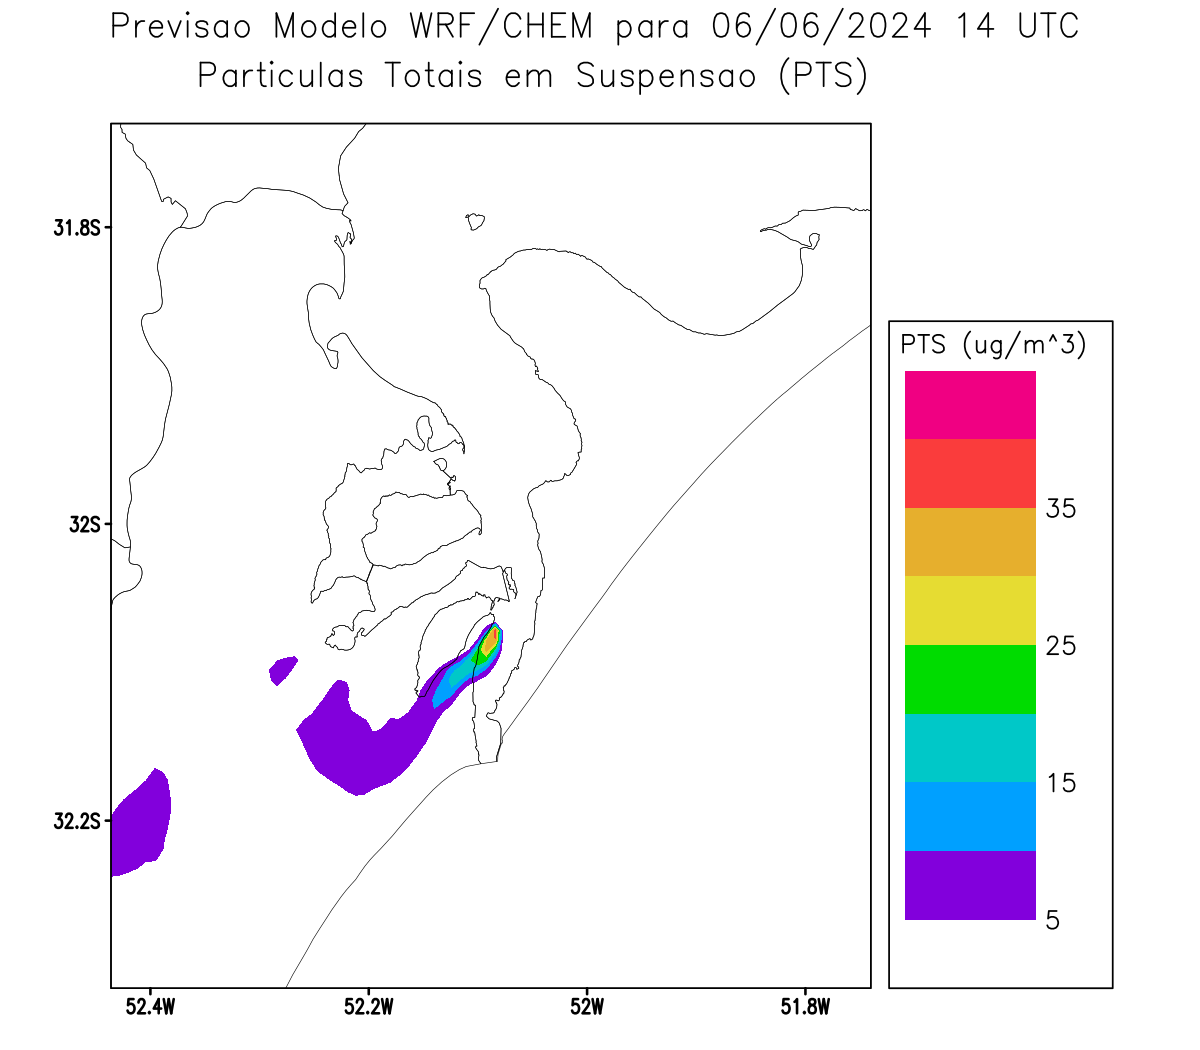 Previsao Modelo WRF/CHEM para 06/06/2024 14 UTC
Particulas Totais em Suspensao (PTS)
31.8S
32S
32.2S
52.4W
52.2W
52W
51.8W
PTS (ug/m^3)
35
25
15
5